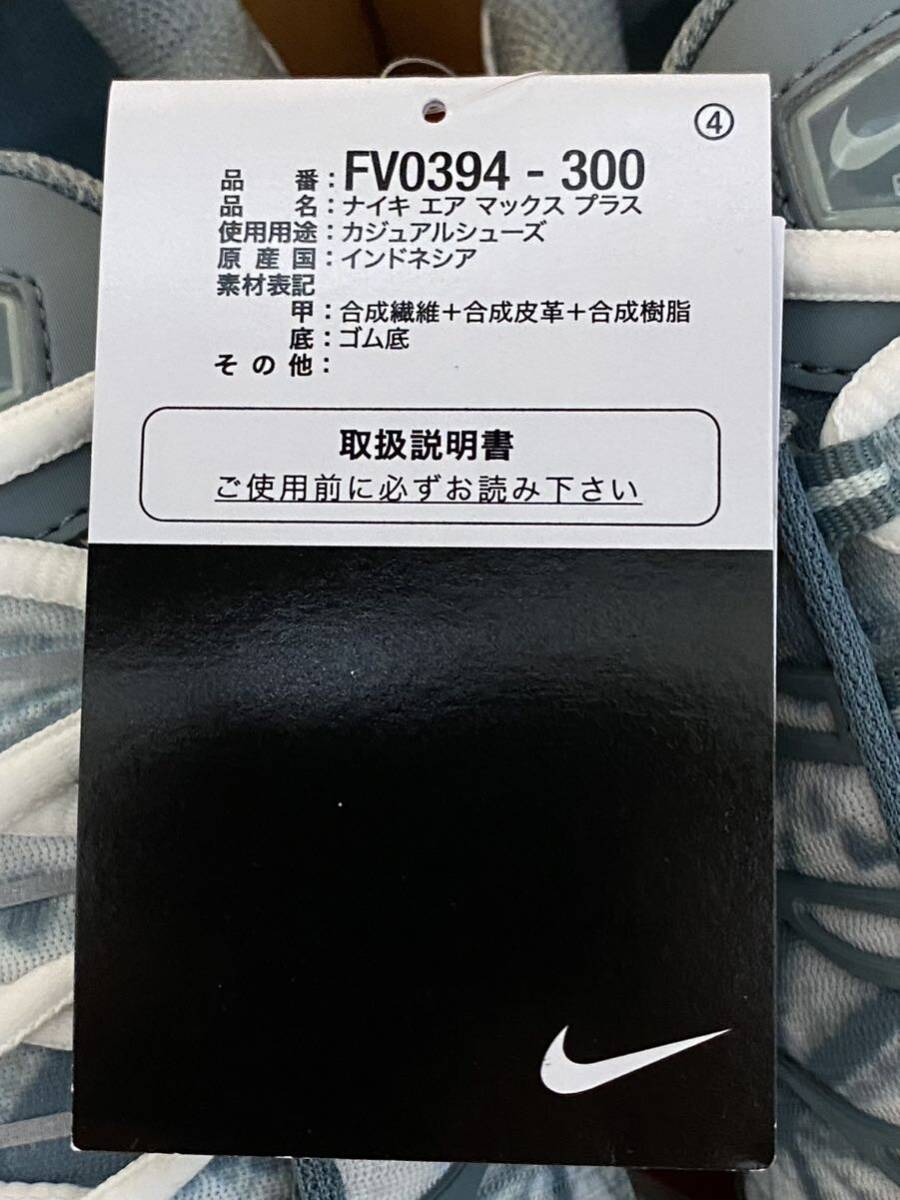 ④
品番：FV0394 - 300
品名：ナイキ エア マックス プラス
使用用途：カジュアルシューズ
原産国：インドネシア
素材表記
甲：合成繊維＋合成皮革＋合成樹脂
底：ゴム底
その他：
取扱説明書
ご使用前に必ずお読み下さい